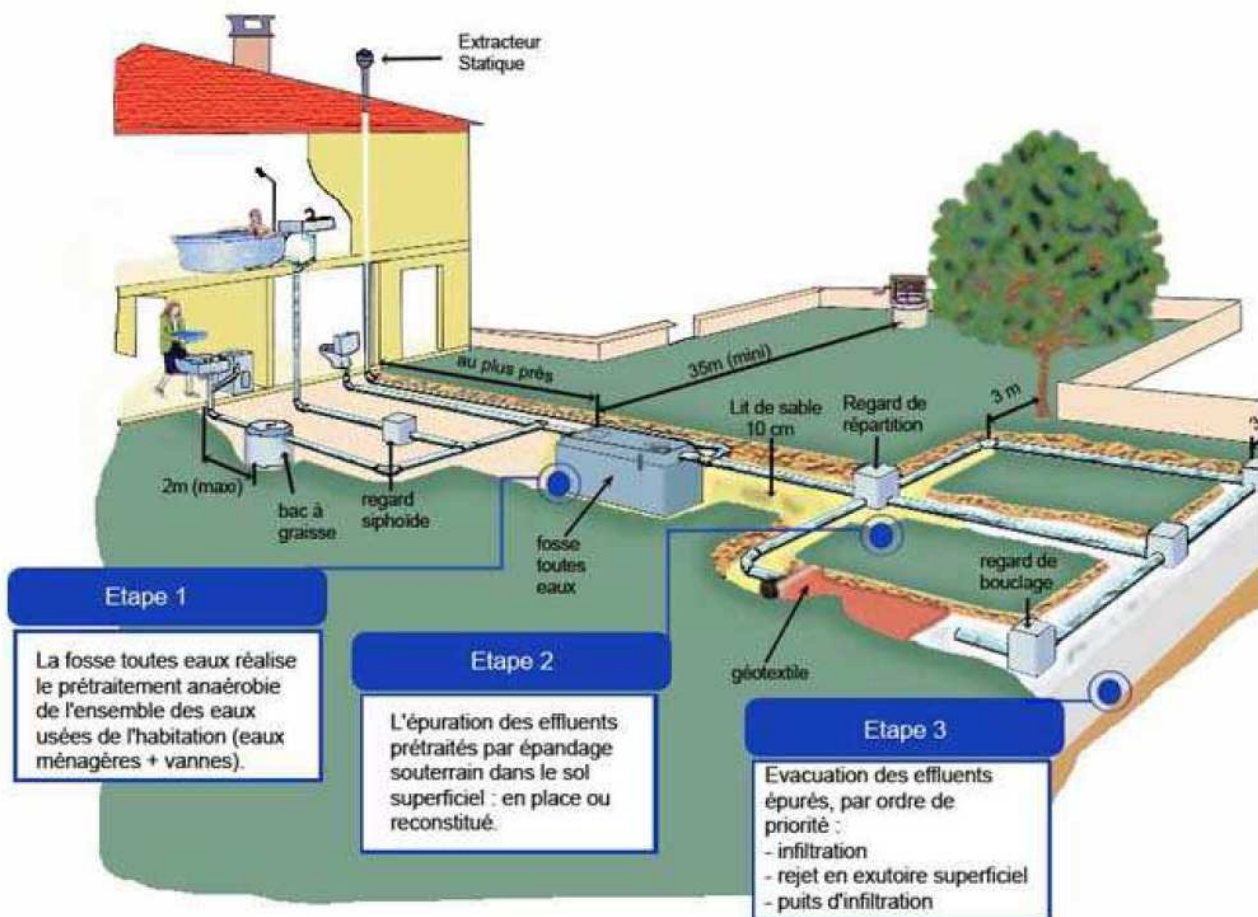 Extracteur
Statique
au plus près
35m (mini)
3 m
Lit de sable
10 cm
Regard de
répartition
3
2m (maxi)
bac à
graisse
regard
siphoïde
fosse
toutes
eaux
regard de
bouclage
géotextile
Etape 1
La fosse toutes eaux réalise
le prétraitement anaérobie
de l'ensemble des eaux
usées de l'habitation (eaux
ménagères + vannes).
Etape 2
L'épuration des effluents
prétraités par épandage
souterrain dans le sol
superficiel : en place ou
reconstitué.
Etape 3
Evacuation des effluents
épurés, par ordre de
priorité :
- infiltration
- rejet en exutoire superficiel
- puits d'infiltration